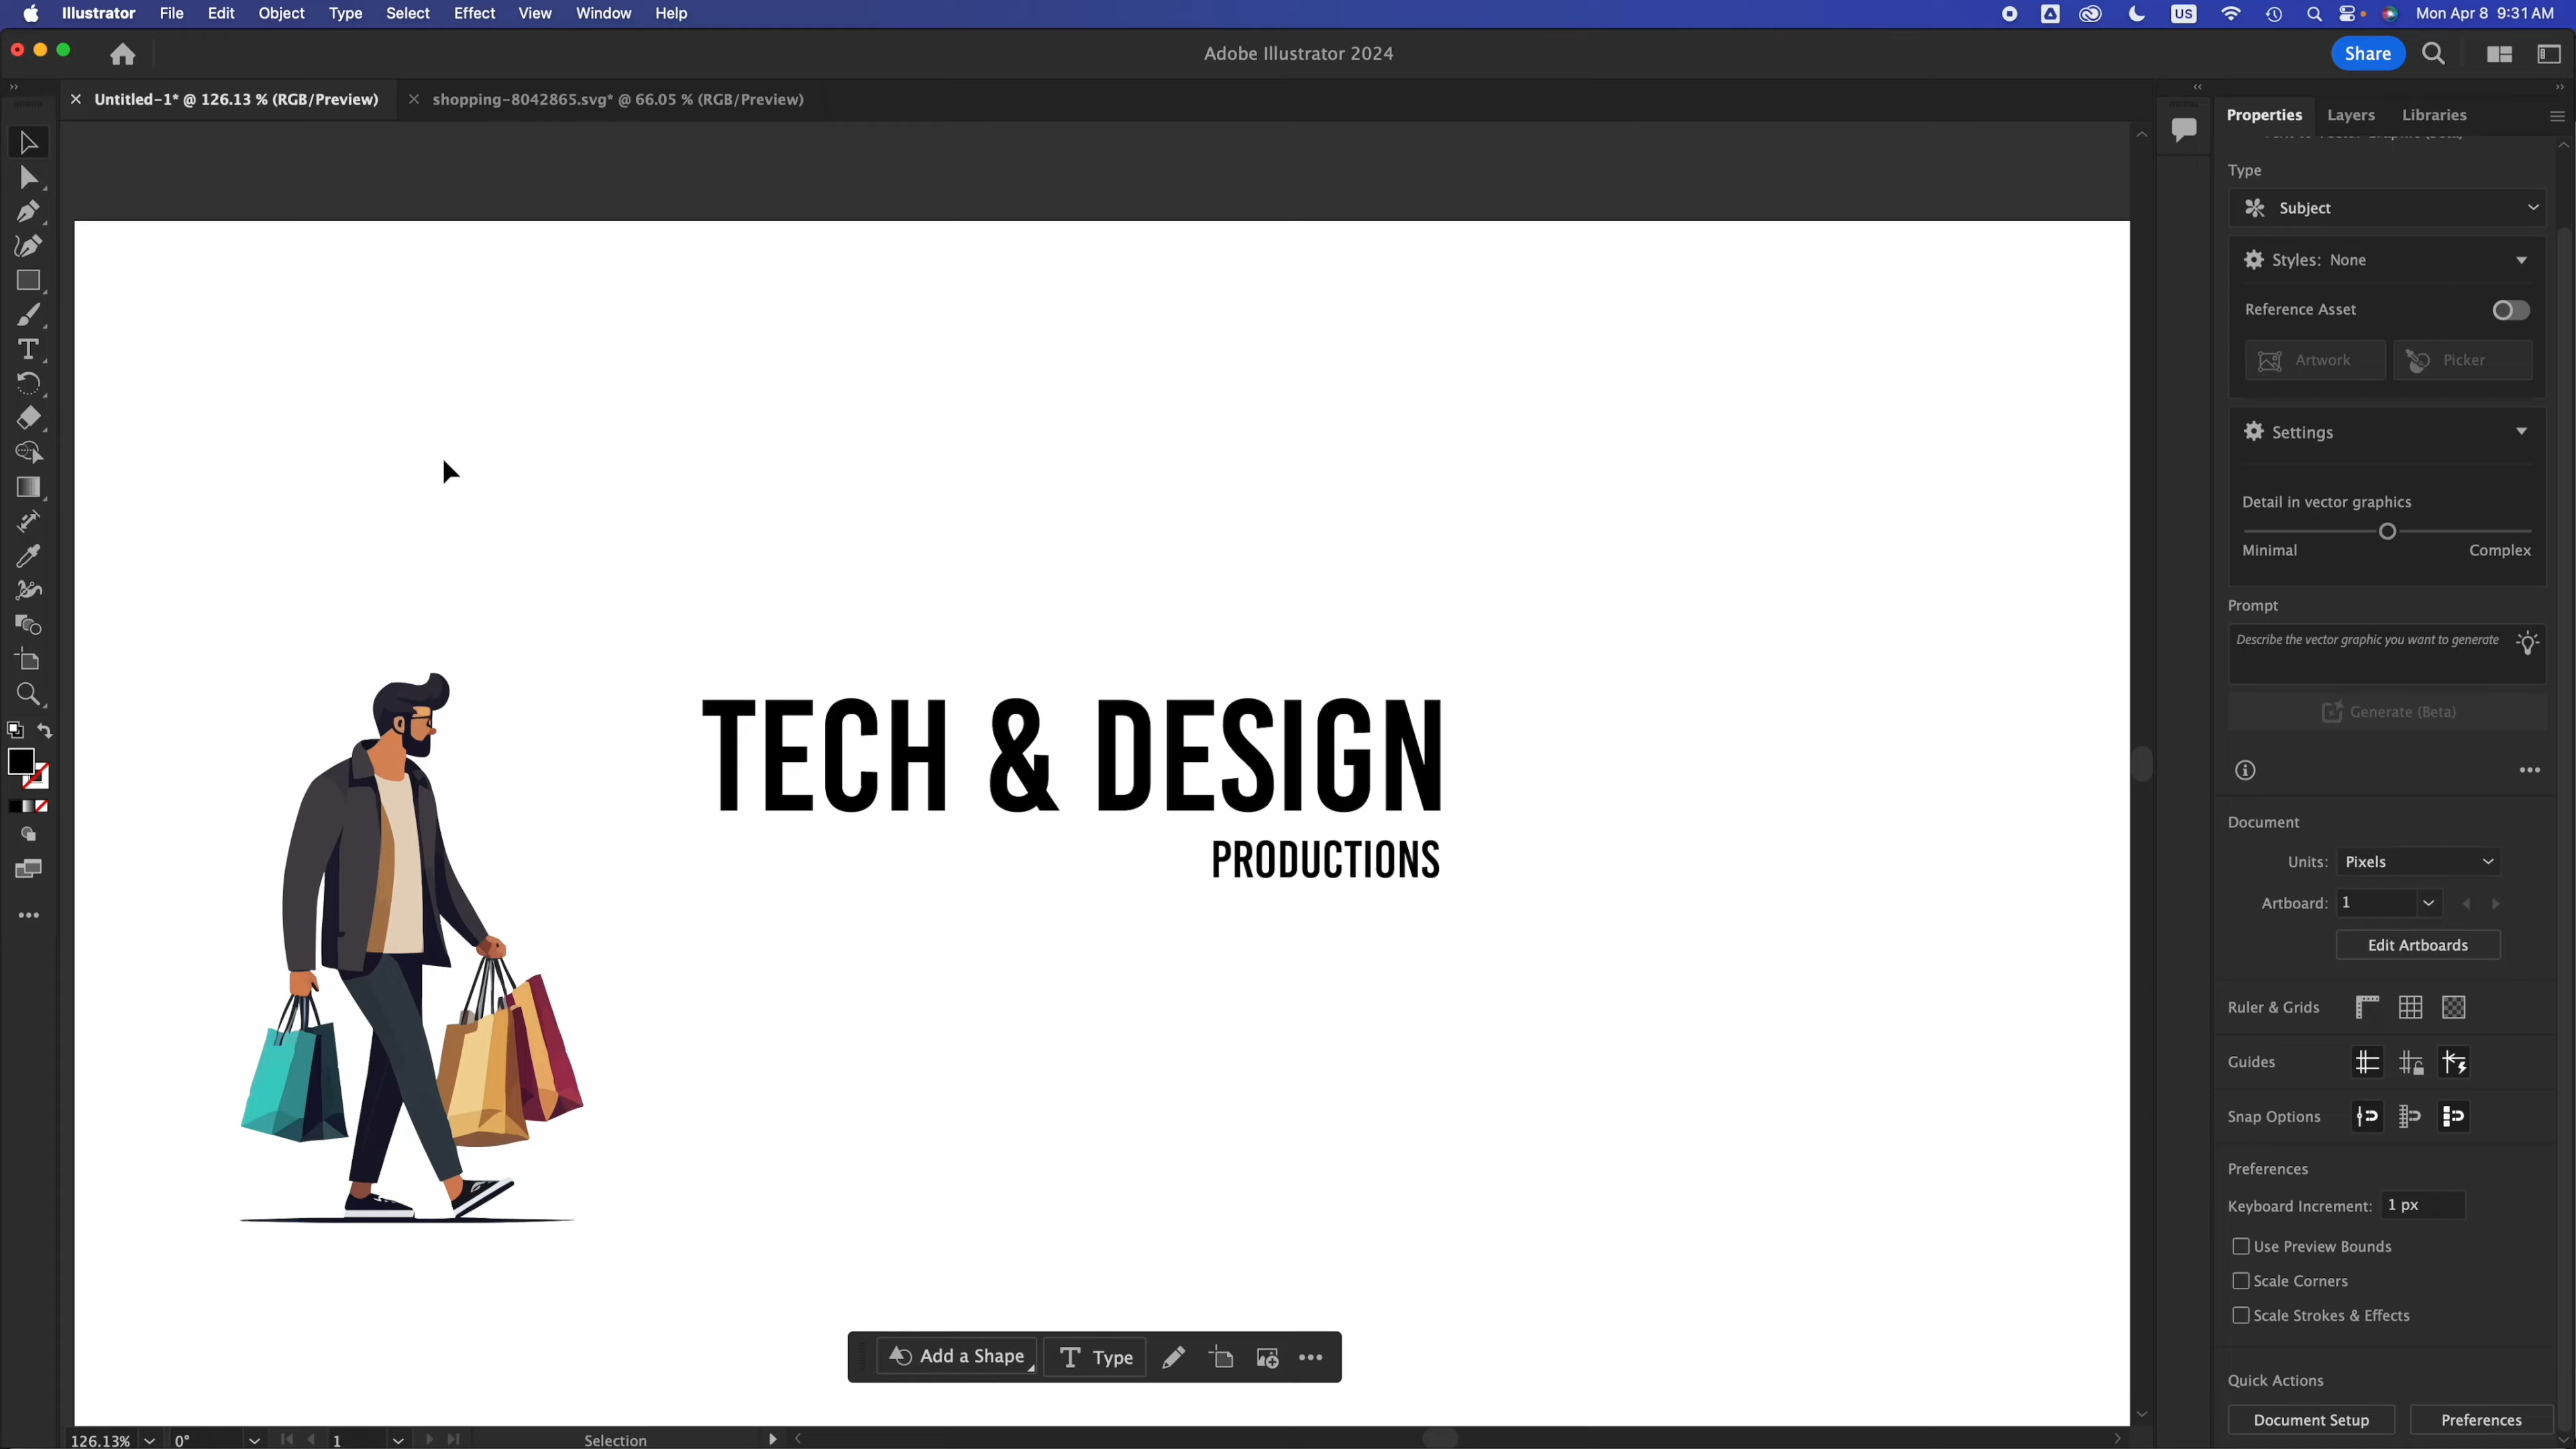 Illustrator File Edit Object Type Select Effect View Window Help
US Mon Apr 8 9:31 AM
Adobe Illustrator 2024
Share
Untitled-1* @ 126.13 % (RGB/Preview)
shopping-8042865.svg* @ 66.05 % (RGB/Preview)
Properties Layers Libraries
Type
Subject
Styles: None
Reference Asset
Artwork Picker
Settings
Detail in vector graphics
Minimal Complex
Prompt
Describe the vector graphic you want to generate
Generate (Beta)
TECH & DESIGN
PRODUCTIONS
Document
Units: Pixels
Artboard: 1
Edit Artboards
Ruler & Grids
Guides
Snap Options
Preferences
Keyboard Increment: 1 px
Use Preview Bounds
Scale Corners
Scale Strokes & Effects
Quick Actions
Document Setup Preferences
Add a Shape Type
126.13% 0° 1 Selection